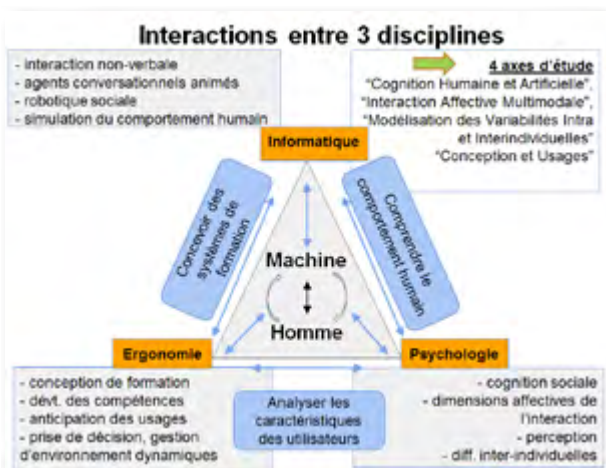 Interactions entre 3 disciplines
- interaction non-verbale
- agents conversationnels animés
- robotique sociale
- simulation du comportement humain
4 axes d'étude
"Cognition Humaine et Artificielle",
"Interaction Affective Multimodale",
"Modélisation des Variabilités Intra
et Interindividuelles"
"Conception et Usages"
Informatique
Concevoir des
systèmes de
formation
Comprendre le
comportement humain
Machine
Homme
Ergonomie
Psychologie
- conception de formation
- dévt. des compétences
- anticipation des usages
- prise de décision, gestion
d'environnement dynamiques
Analyser les
caractéristiques
des utilisateurs
- cognition sociale
- dimensions affectives de
l'interaction
- perception
- diff. inter-individuelles